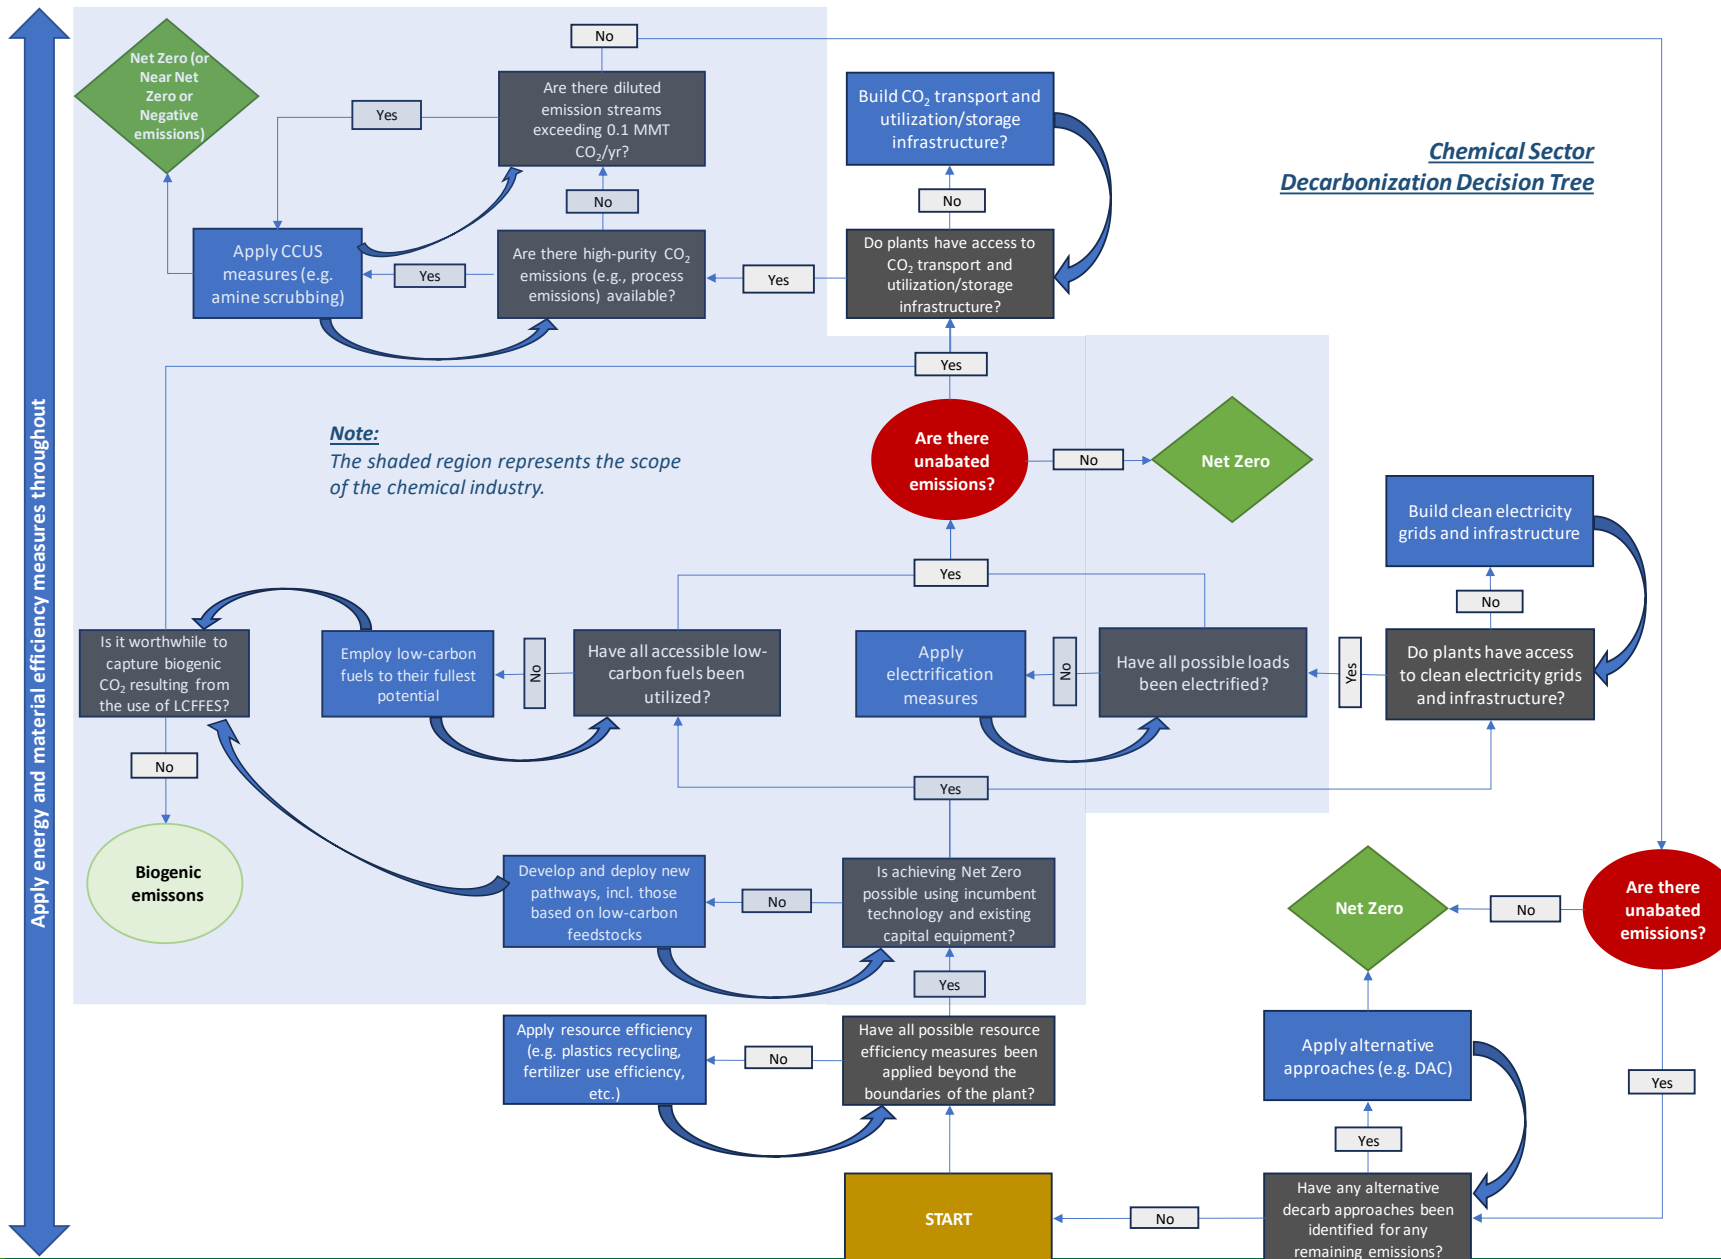 Apply energy and material efficiency measures throughout
Chemical Sector
Decarbonization Decision Tree
Net Zero (or
Near Net
Zero or
Negative
emissions)
No
Are there diluted
emission streams
exceeding 0.1 MMT
CO₂/yr?
Yes
No
Apply CCUS
measures (e.g.
amine scrubbing)
Yes
Are there high-purity CO₂
emissions (e.g., process
emissions) available?
Yes
Build CO₂ transport and
utilization/storage
infrastructure?
No
Do plants have access to
CO₂ transport and
utilization/storage
infrastructure?
Yes
Note:
The shaded region represents the scope
of the chemical industry.
Are there
unabated
emissions?
No
Net Zero
Yes
Build clean electricity
grids and infrastructure
No
Is it worthwhile to
capture biogenic
CO₂ resulting from
the use of LCFFES?
Employ low-carbon
fuels to their fullest
potential
No
Have all accessible low-
carbon fuels been
utilized?
Apply
electrification
measures
No
Have all possible loads
been electrified?
Yes
Do plants have access
to clean electricity grids
and infrastructure?
No
Yes
Biogenic
emissons
Develop and deploy new
pathways, incl. those
based on low-carbon
feedstocks
No
Is achieving Net Zero
possible using incumbent
technology and existing
capital equipment?
Net Zero
No
Are there
unabated
emissions?
Yes
Apply resource efficiency
(e.g. plastics recycling,
fertilizer use efficiency,
etc.)
No
Have all possible resource
efficiency measures been
applied beyond the
boundaries of the plant?
Apply alternative
approaches (e.g. DAC)
Yes
Yes
START
No
Have any alternative
decarb approaches been
identified for any
remaining emissions?